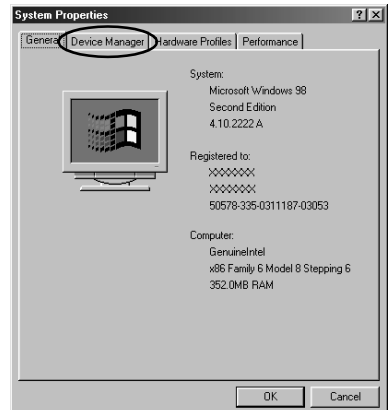 System Properties
General Device Manager Hardware Profiles Performance
System:
Microsoft Windows 98
Second Edition
4.10.2222 A
Registered to:
XXXXXXX
XXXXXXX
50578-335-0311187-03053
Computer:
GenuineIntel
x86 Family 6 Model 8 Stepping 6
352.0MB RAM
OK Cancel